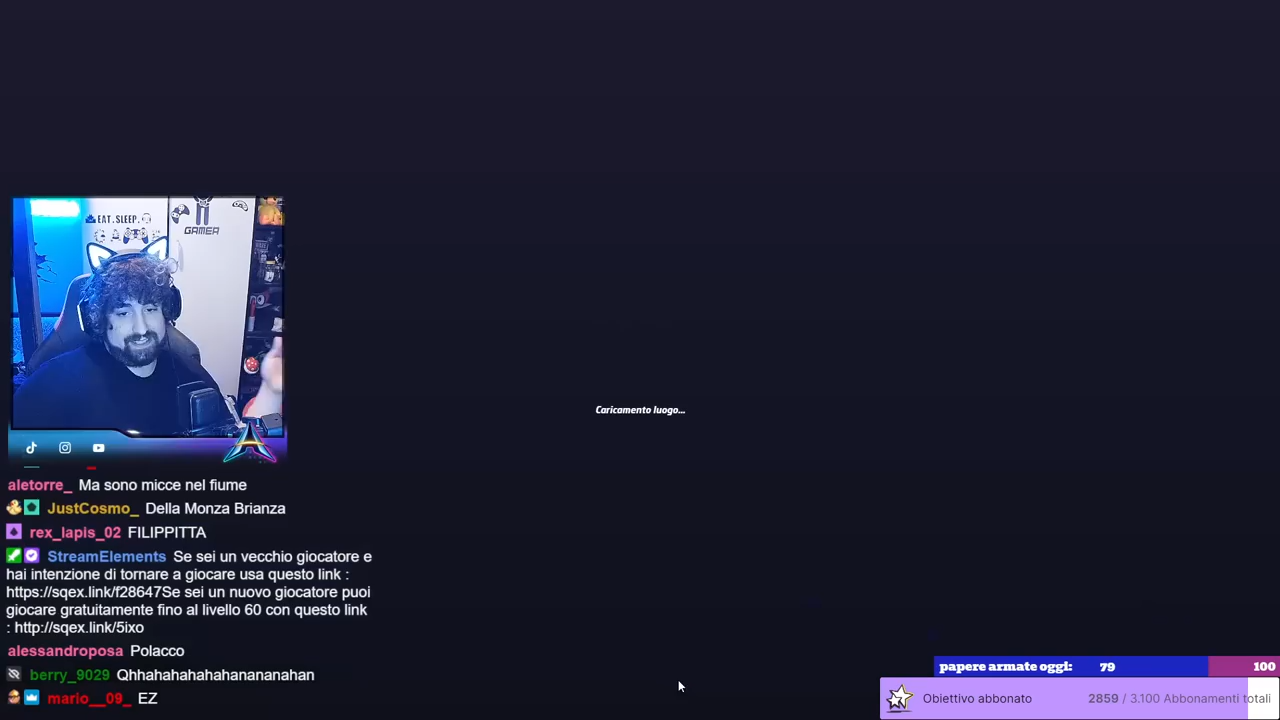 EAT.SLEEP.
GAMER
Caricamento luogo...
aletorre_ Ma sono micce nel fiume
JustCosmo_ Della Monza Brianza
rex_lapis_02 FILIPPITTA
StreamElements Se sei un vecchio giocatore e
hai intenzione di tornare a giocare usa questo link :
https://sqex.link/f28647Se sei un nuovo giocatore puoi
giocare gratuitamente fino al livello 60 con questo link
: http://sqex.link/5ixo
alessandroposa Polacco
berry_9029 Qhhahahahahahanananahan
mario__09_ EZ
papere armate oggi: 79 100
Obiettivo abbonato 2859 / 3.100 Abbonamenti totali